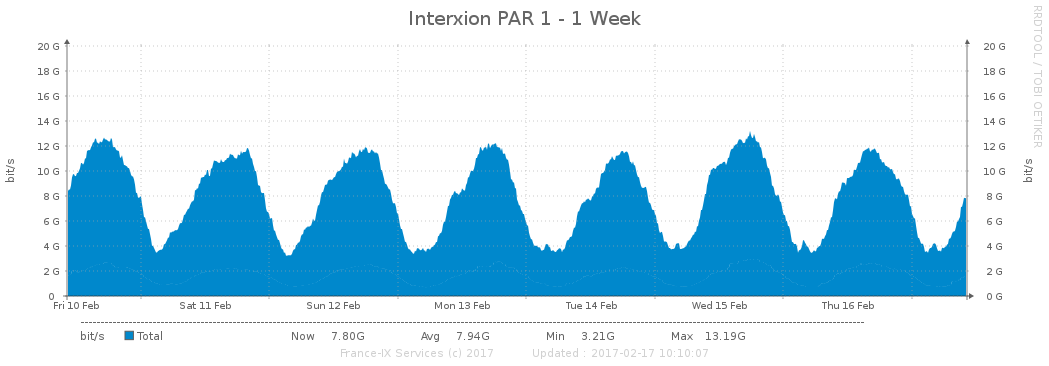 Interxion PAR 1 - 1 Week
RRDTOOL / TOBI OETIKER
bit/s
20 G 20 G
18 G 18 G
16 G 16 G
14 G 14 G
12 G 12 G
10 G 10 G
8 G 8 G
6 G 6 G
4 G 4 G
2 G 2 G
0 0 G
bit/s
Fri 10 Feb Sat 11 Feb Sun 12 Feb Mon 13 Feb Tue 14 Feb Wed 15 Feb Thu 16 Feb
bit/s Total Now 7.80G Avg 7.94G Min 3.21G Max 13.19G
France-IX Services (c) 2017 Updated : 2017-02-17 10:10:07